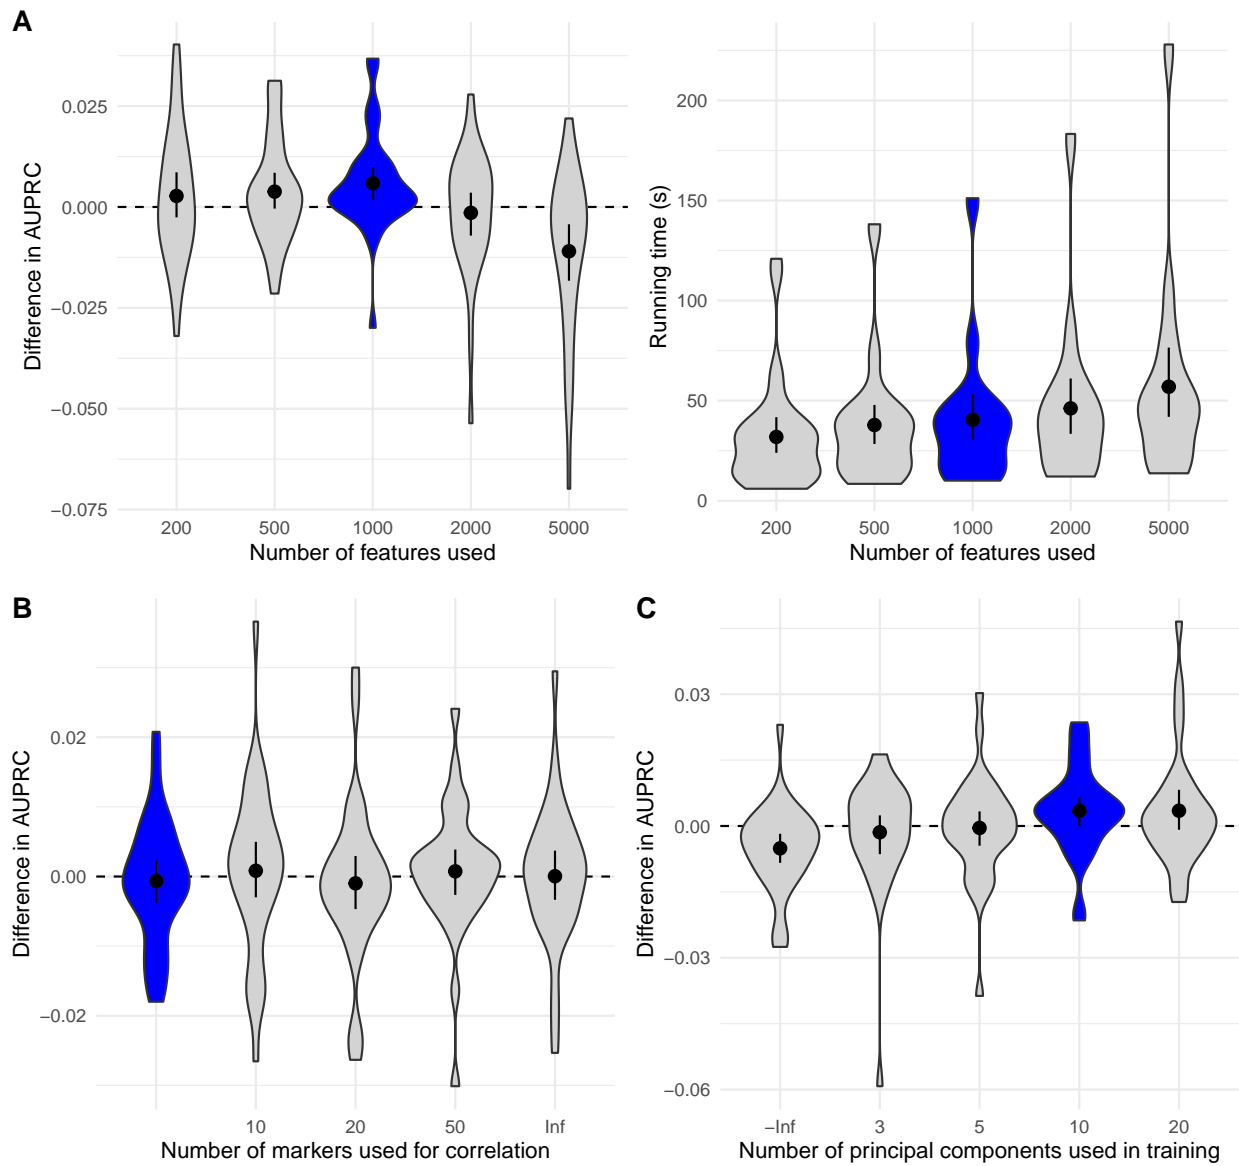 A
Difference in AUPRC
0.025
0.000
−0.025
−0.050
−0.075
200 500 1000 2000 5000
Number of features used
Running time (s)
200
150
100
50
0
200 500 1000 2000 5000
Number of features used
B
Difference in AUPRC
0.02
0.00
−0.02
10 20 50 Inf
Number of markers used for correlation
C
Difference in AUPRC
0.03
0.00
−0.03
−0.06
−Inf 3 5 10 20
Number of principal components used in training